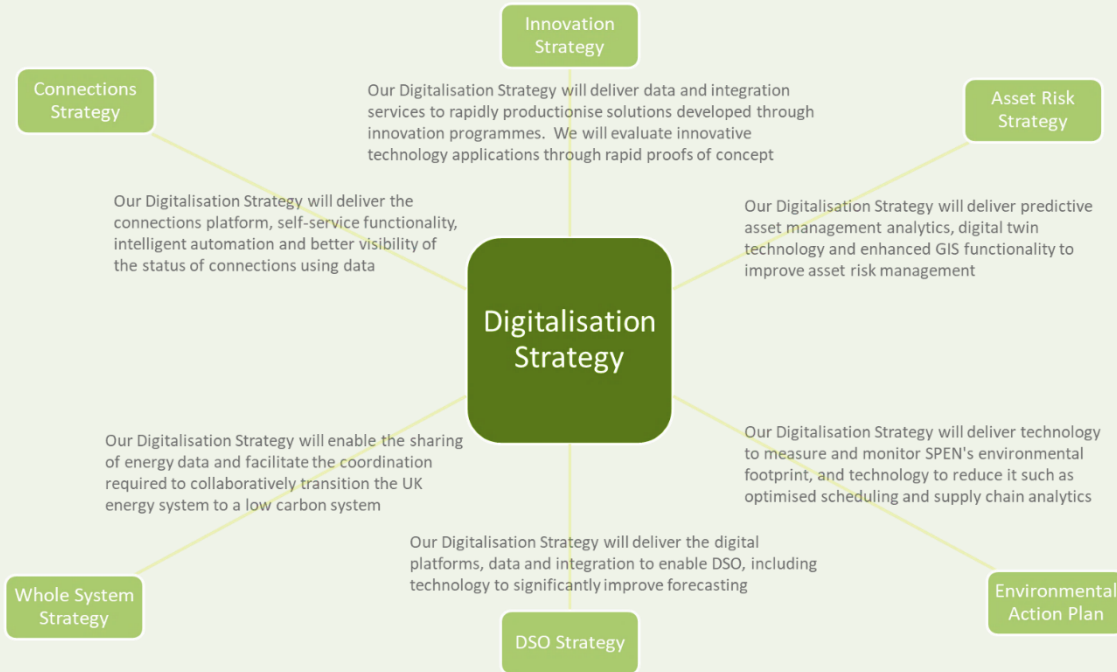 Innovation
Strategy
Connections
Strategy
Our Digitalisation Strategy will deliver data and integration
services to rapidly productionise solutions developed through
innovation programmes.  We will evaluate innovative
technology applications through rapid proofs of concept
Asset Risk
Strategy
Our Digitalisation Strategy will deliver the
connections platform, self-service functionality,
intelligent automation and better visibility of
the status of connections using data
Our Digitalisation Strategy will deliver predictive
asset management analytics, digital twin
technology and enhanced GIS functionality to
improve asset risk management
Digitalisation
Strategy
Our Digitalisation Strategy will enable the sharing
of energy data and facilitate the coordination
required to collaboratively transition the UK
energy system to a low carbon system
Our Digitalisation Strategy will deliver technology
to measure and monitor SPEN's environmental
footprint, and technology to reduce it such as
optimised scheduling and supply chain analytics
Our Digitalisation Strategy will deliver the digital
platforms, data and integration to enable DSO, including
technology to significantly improve forecasting
Whole System
Strategy
DSO Strategy
Environmental
Action Plan